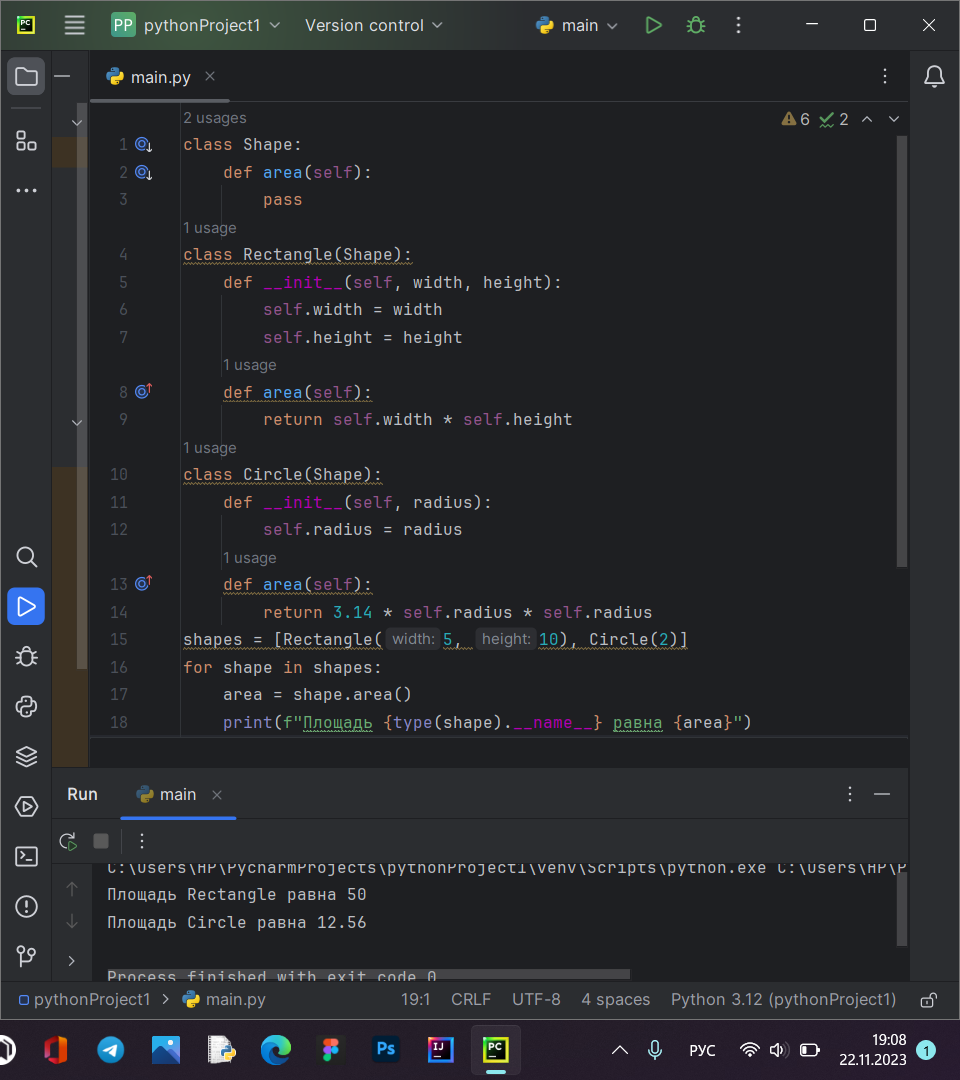 PC
PP pythonProject1 Version control main
main.py
2 usages 6 2
1 class Shape:
2 def area(self):
3 pass
1 usage
4 class Rectangle(Shape):
5 def __init__(self, width, height):
6 self.width = width
7 self.height = height
1 usage
8 def area(self):
9 return self.width * self.height
1 usage
10 class Circle(Shape):
11 def __init__(self, radius):
12 self.radius = radius
1 usage
13 def area(self):
14 return 3.14 * self.radius * self.radius
15 shapes = [Rectangle( width: 5, height: 10), Circle(2)]
16 for shape in shapes:
17 area = shape.area()
18 print(f"Площадь {type(shape).__name__} равна {area}")
Run main
C:\Users\HP\PycharmProjects\pythonProject1\venv\Scripts\python.exe C:\Users\HP\P
Площадь Rectangle равна 50
Площадь Circle равна 12.56
Process finished with exit code 0
pythonProject1 main.py 19:1 CRLF UTF-8 4 spaces Python 3.12 (pythonProject1)
Ps IJ PC РУС 19:08
22.11.2023 1